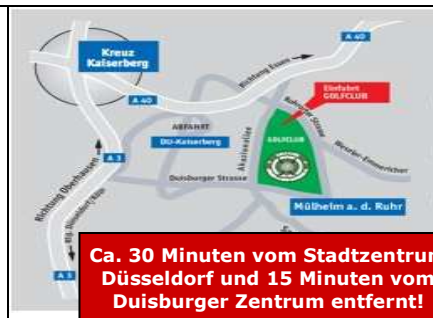 A 40
Kreuz
Kaiserberg
Richtung Essen
Einfahrt
GOLFCLUB
A 40
ABFAHRT
DU-Kaiserberg
Akazienallee
GOLFCLUB
A 3
Duisburger Strasse
Richtung Oberhausen
Mülheim a. d. Ruhr
A 3
Ca. 30 Minuten vom Stadtzentrum
Düsseldorf und 15 Minuten vom
Duisburger Zentrum entfernt!